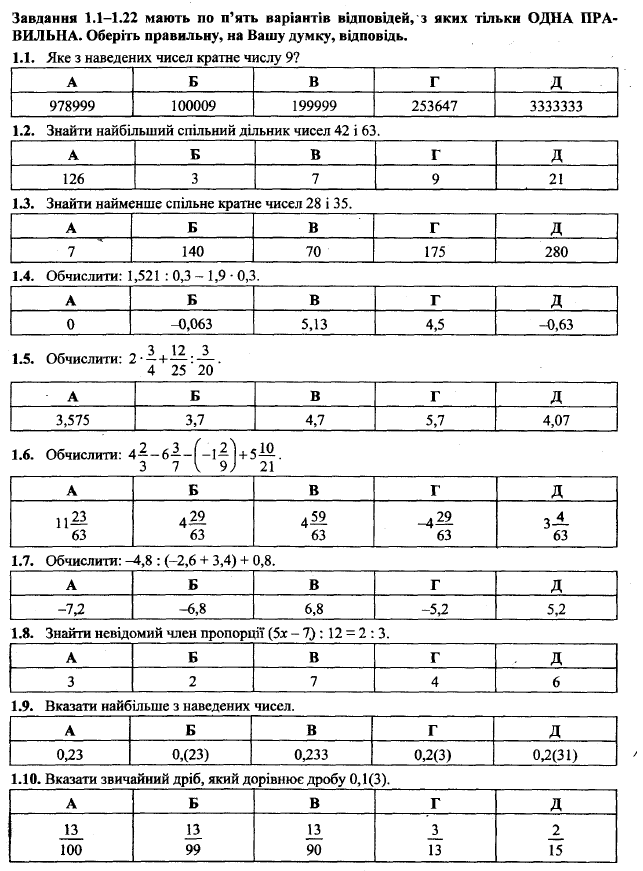 Завдання 1.1–1.22 мають по п'ять варіантів відповідей, з яких тільки ОДНА ПРА-
ВИЛЬНА. Оберіть правильну, на Вашу думку, відповідь.
1.1. Яке з наведених чисел кратне числу 9?
А Б В Г Д
978999 100009 199999 253647 3333333
1.2. Знайти найбільший спільний дільник чисел 42 і 63.
А Б В Г Д
126 3 7 9 21
1.3. Знайти найменше спільне кратне чисел 28 і 35.
А Б В Г Д
7 140 70 175 280
1.4. Обчислити: 1,521 : 0,3 – 1,9 · 0,3.
А Б В Г Д
0 –0,063 5,13 4,5 –0,63
1.5. Обчислити: 2 · 3/4 + 12/25 : 3/20 .
А Б В Г Д
3,575 3,7 4,7 5,7 4,07
1.6. Обчислити: 4 2/3 – 6 3/7 – (–1 2/9) + 5 10/21 .
А Б В Г Д
11 23/63 4 29/63 4 59/63 –4 29/63 3 4/63
1.7. Обчислити: –4,8 : (–2,6 + 3,4) + 0,8.
А Б В Г Д
–7,2 –6,8 6,8 –5,2 5,2
1.8. Знайти невідомий член пропорції (5x – 7) : 12 = 2 : 3.
А Б В Г Д
3 2 7 4 6
1.9. Вказати найбільше з наведених чисел.
А Б В Г Д
0,23 0,(23) 0,233 0,2(3) 0,2(31)
1.10. Вказати звичайний дріб, який дорівнює дробу 0,1(3).
А Б В Г Д
13/100 13/99 13/90 3/13 2/15